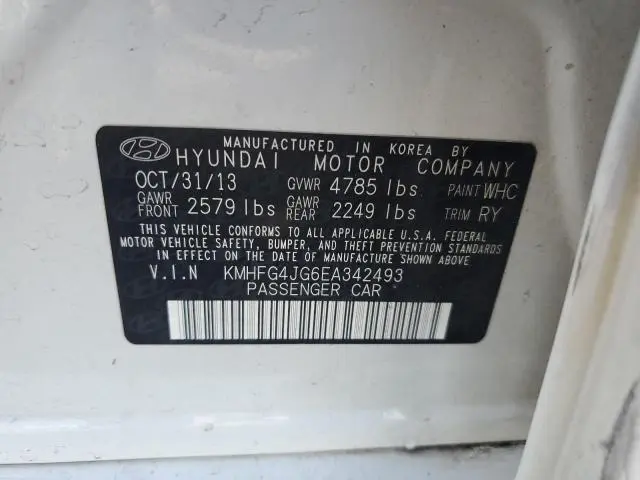 MANUFACTURED IN KOREA BY
HYUNDAI MOTOR COMPANY
OCT/31/13 GVWR 4785 lbs. PAINT WHC
GAWR FRONT 2579 lbs GAWR REAR 2249 lbs TRIM RY
THIS VEHICLE CONFORMS TO ALL APPLICABLE U.S.A. FEDERAL
MOTOR VEHICLE SAFETY, BUMPER, AND THEFT PREVENTION STANDARDS
IN EFFECT ON THE DATE OF MANUFACTURE SHOWN ABOVE.
V.I.N KMHFG4JG6EA342493
PASSENGER CAR